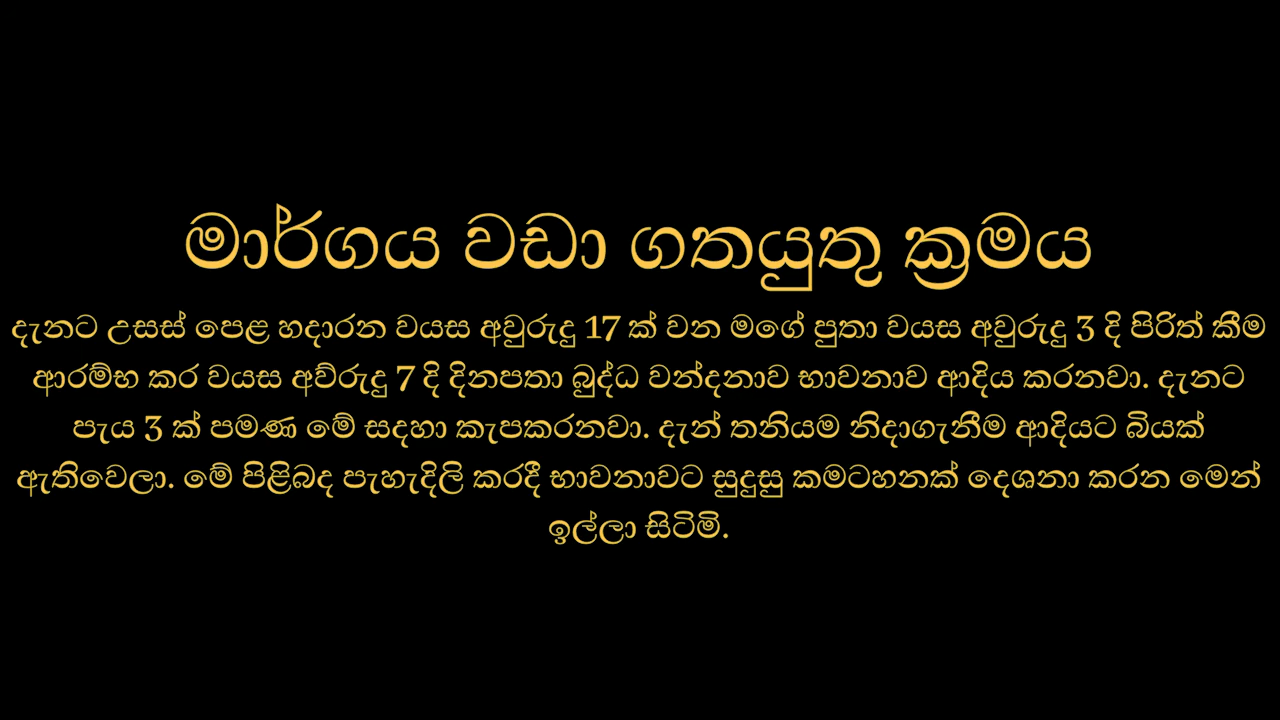 මාර්ගය වඩා ගතයුතු ක්‍රමය
දැනට උසස් පෙළ හදාරන වයස අවුරුදු 17 ක් වන මගේ පුතා වයස අවුරුදු 3 දි පිරිත් කීම
ආරම්භ කර වයස අව්රුදු 7 දි දිනපතා බුද්ධ වන්දනාව භාවනාව ආදිය කරනවා. දැනට
පැය 3 ක් පමණ මේ සදහා කැපකරනවා. දැන් තනියම නිදාගැනීම ආදියට බියක්
ඇතිවෙලා. මේ පිළිබද පැහැදිලි කරදී භාවනාවට සුදුසු කමටහනක් දෙශනා කරන මෙන්
ඉල්ලා සිටිමි.